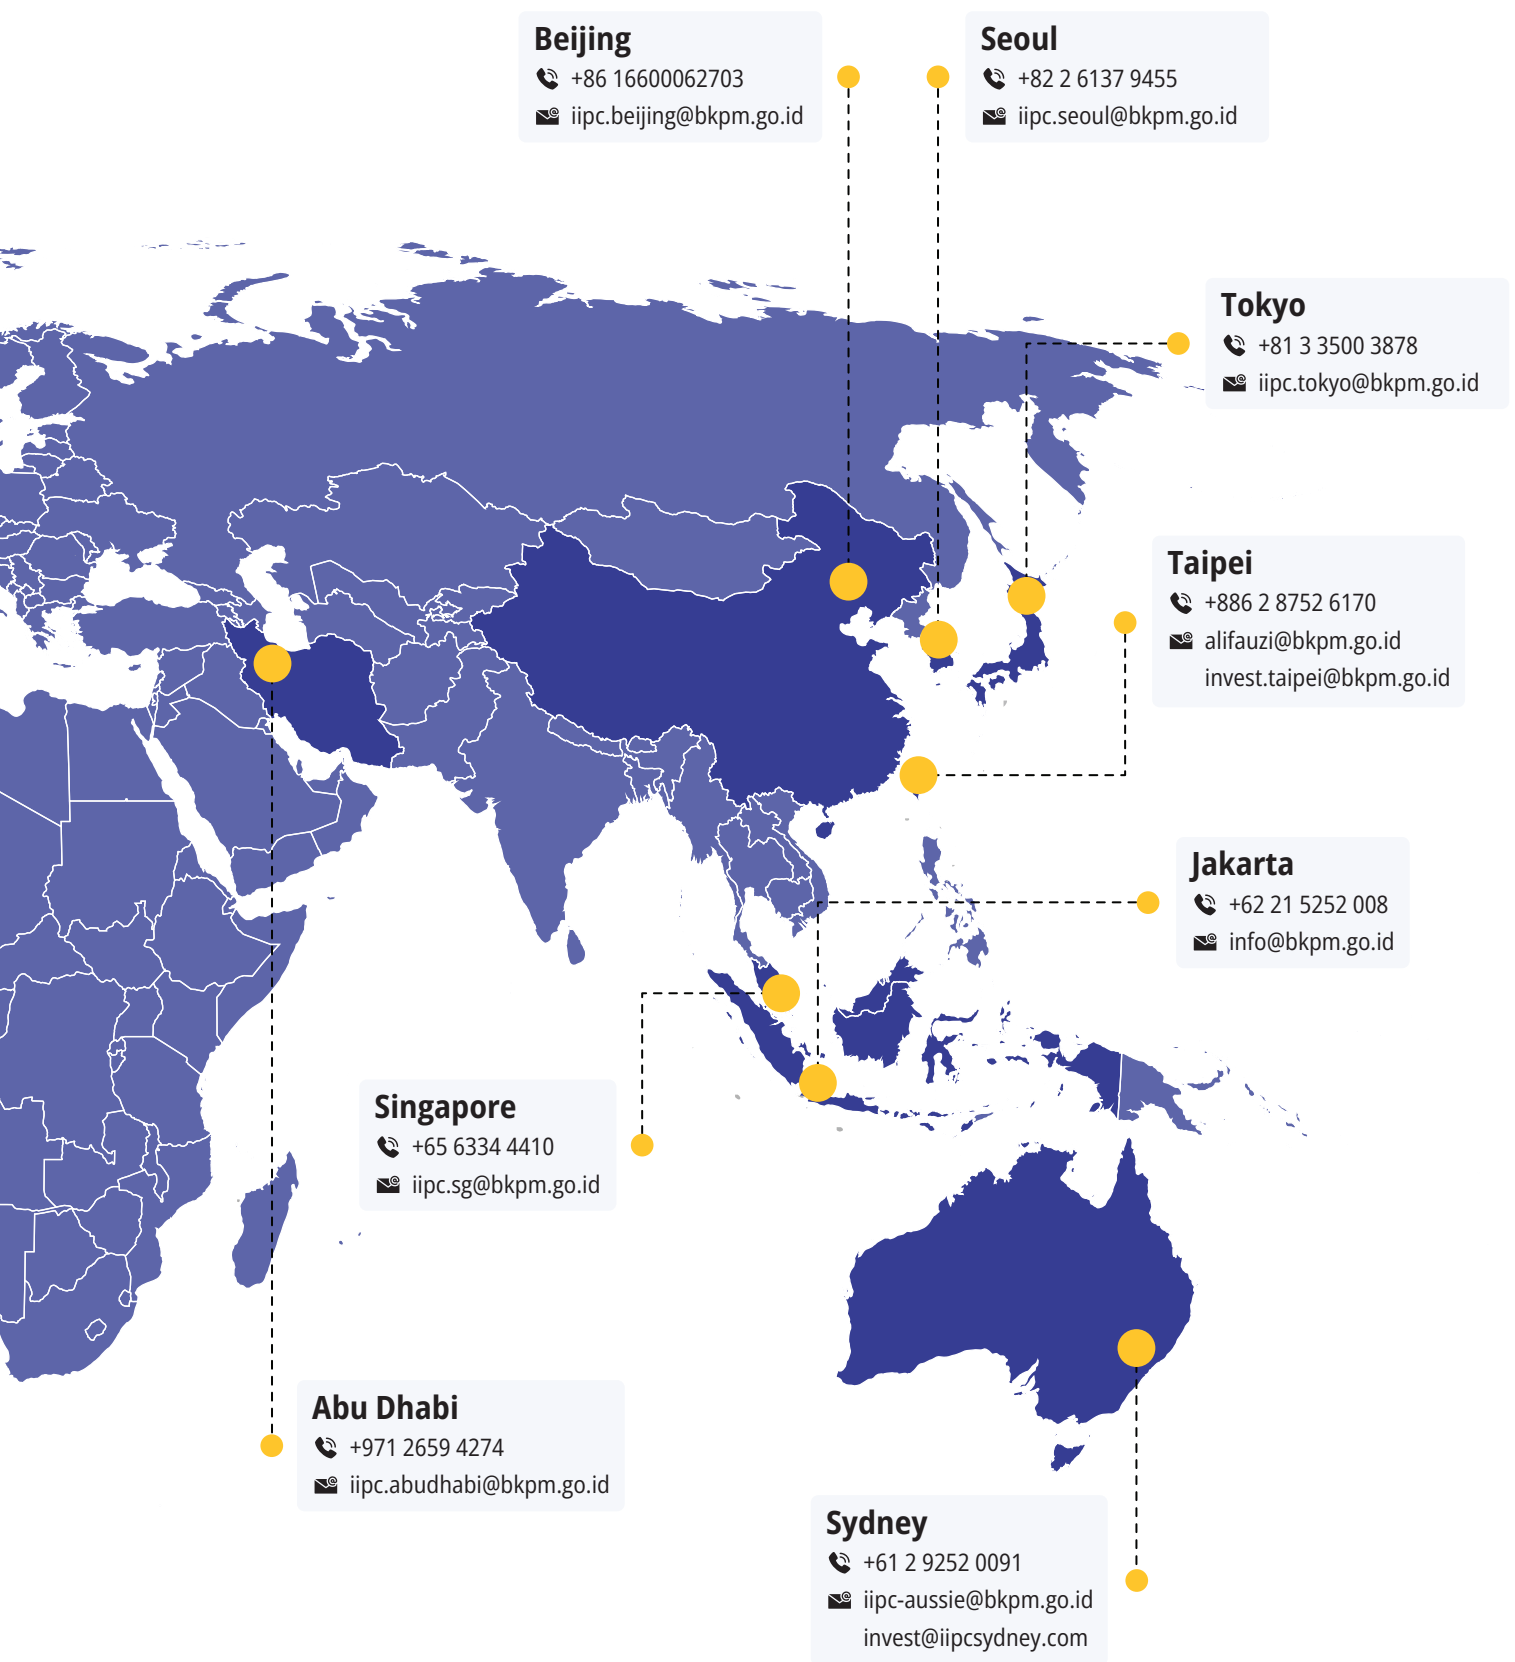 Beijing
+86 16600062703
iipc.beijing@bkpm.go.id
Seoul
+82 2 6137 9455
iipc.seoul@bkpm.go.id
Tokyo
+81 3 3500 3878
iipc.tokyo@bkpm.go.id
Taipei
+886 2 8752 6170
alifauzi@bkpm.go.id
invest.taipei@bkpm.go.id
Jakarta
+62 21 5252 008
info@bkpm.go.id
Singapore
+65 6334 4410
iipc.sg@bkpm.go.id
Abu Dhabi
+971 2659 4274
iipc.abudhabi@bkpm.go.id
Sydney
+61 2 9252 0091
iipc-aussie@bkpm.go.id
invest@iipcsydney.com